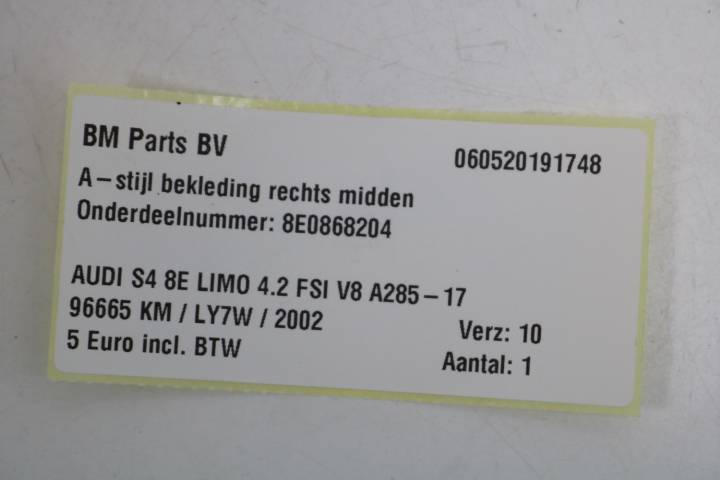 BM Parts BV 060520191748
A-stijl bekleding rechts midden
Onderdeelnummer: 8E0868204
AUDI S4 8E LIMO 4.2 FSI V8 A285-17
96665 KM / LY7W / 2002 Verz: 10
5 Euro incl. BTW Aantal: 1